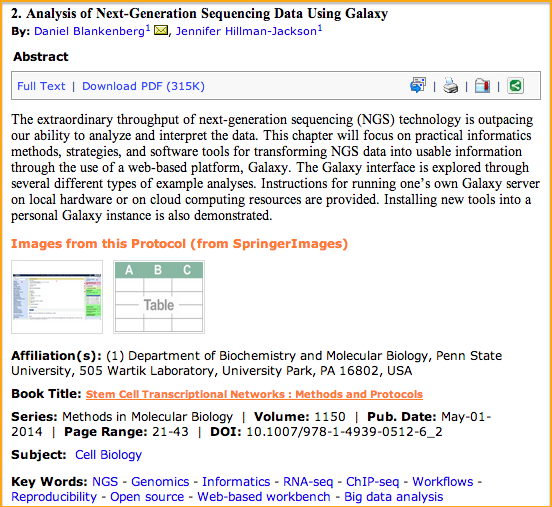 2. Analysis of Next-Generation Sequencing Data Using Galaxy
By: Daniel Blankenberg1 , Jennifer Hillman-Jackson1
Abstract
Full Text | Download PDF (315K) | | |
The extraordinary throughput of next-generation sequencing (NGS) technology is outpacing
our ability to analyze and interpret the data. This chapter will focus on practical informatics
methods, strategies, and software tools for transforming NGS data into usable information
through the use of a web-based platform, Galaxy. The Galaxy interface is explored through
several different types of example analyses. Instructions for running one's own Galaxy server
on local hardware or on cloud computing resources are provided. Installing new tools into a
personal Galaxy instance is also demonstrated.
Images from this Protocol (from SpringerImages)
A B C
Table
Affiliation(s): (1) Department of Biochemistry and Molecular Biology, Penn State
University, 505 Wartik Laboratory, University Park, PA 16802, USA
Book Title: Stem Cell Transcriptional Networks : Methods and Protocols
Series: Methods in Molecular Biology | Volume: 1150 | Pub. Date: May-01-
2014 | Page Range: 21-43 | DOI: 10.1007/978-1-4939-0512-6_2
Subject: Cell Biology
Key Words: NGS - Genomics - Informatics - RNA-seq - ChIP-seq - Workflows -
Reproducibility - Open source - Web-based workbench - Big data analysis